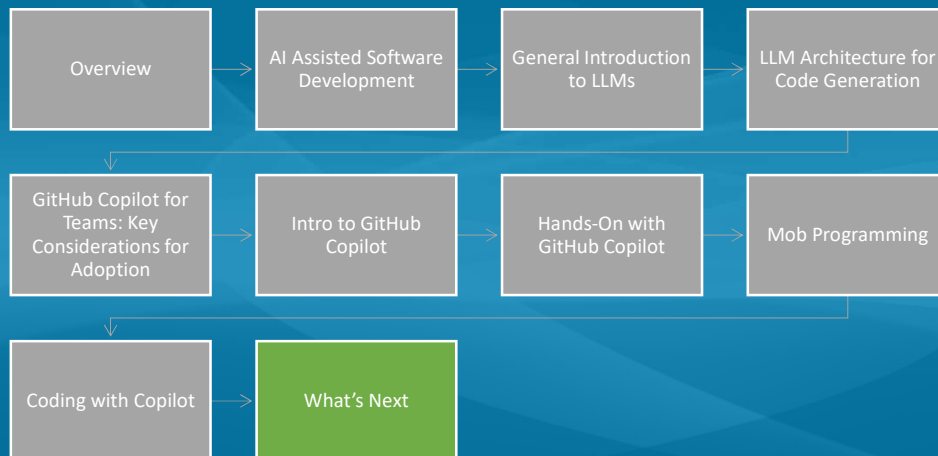 Overview
AI Assisted Software
Development
General Introduction
to LLMs
LLM Architecture for
Code Generation
GitHub Copilot for
Teams: Key
Considerations for
Adoption
Intro to GitHub
Copilot
Hands-On with
GitHub Copilot
Mob Programming
Coding with Copilot
What's Next